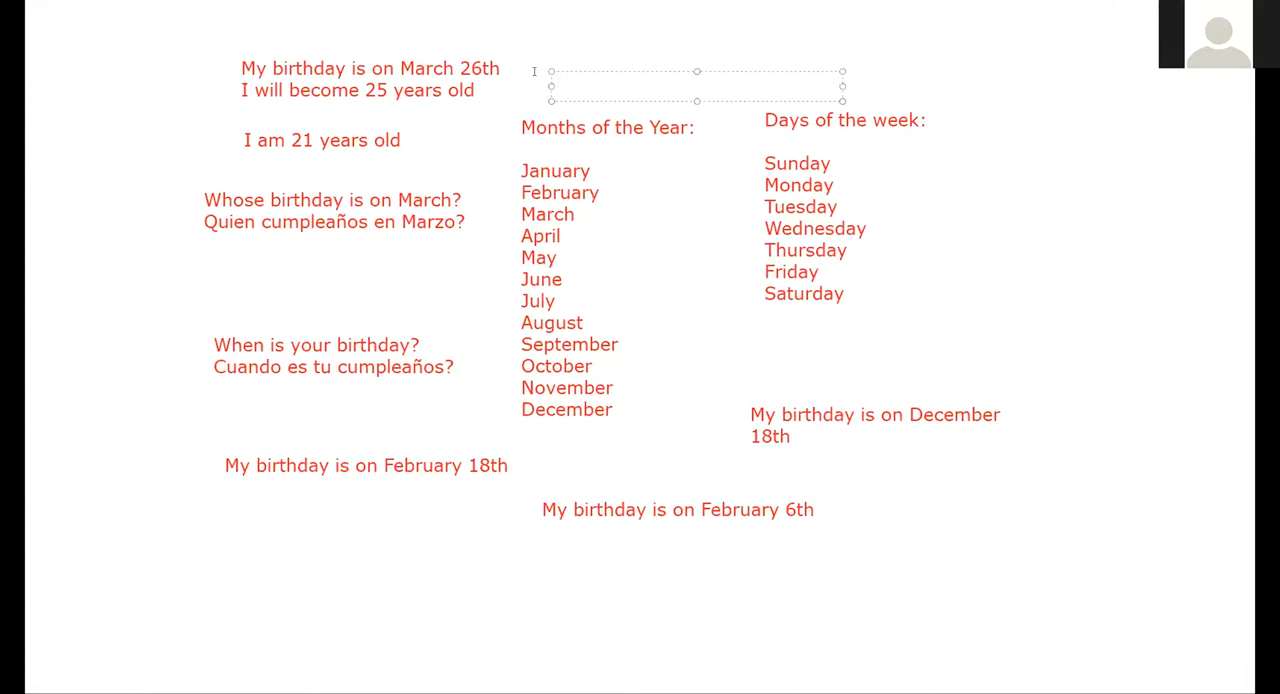 My birthday is on March 26th
I will become 25 years old
I am 21 years old
Whose birthday is on March?
Quien cumpleaños en Marzo?
When is your birthday?
Cuando es tu cumpleaños?
My birthday is on February 18th
Months of the Year:
January
February
March
April
May
June
July
August
September
October
November
December
Days of the week:
Sunday
Monday
Tuesday
Wednesday
Thursday
Friday
Saturday
My birthday is on December
18th
My birthday is on February 6th